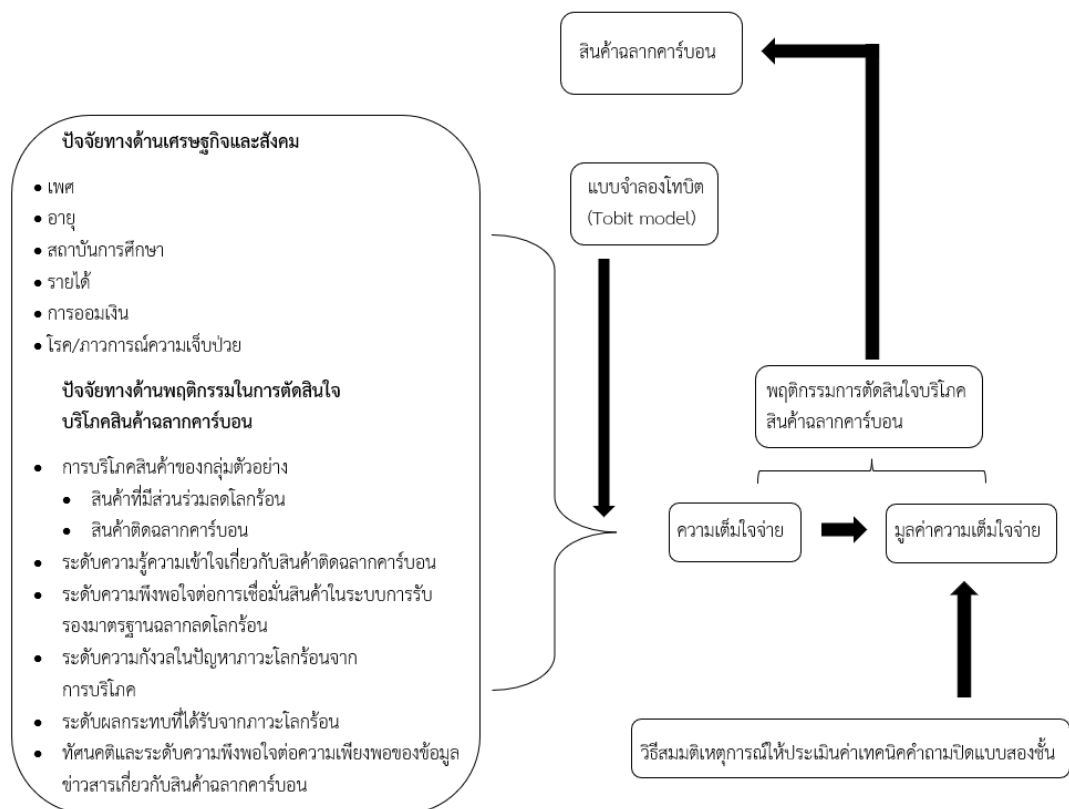 สินค้าฉลากคาร์บอน
ปัจจัยทางด้านเศรษฐกิจและสังคม
• เพศ
• อายุ
• สถาบันการศึกษา
• รายได้
• การออมเงิน
• โรค/ภาวการณ์ความเจ็บป่วย
ปัจจัยทางด้านพฤติกรรมในการตัดสินใจ
บริโภคสินค้าฉลากคาร์บอน
• การบริโภคสินค้าของกลุ่มตัวอย่าง
• สินค้าที่มีส่วนร่วมลดโลกร้อน
• สินค้าติดฉลากคาร์บอน
• ระดับความรู้ความเข้าใจเกี่ยวกับสินค้าติดฉลากคาร์บอน
• ระดับความพึงพอใจต่อการเชื่อมั่นสินค้าในระบบการรับ
รองมาตรฐานฉลากลดโลกร้อน
• ระดับความกังวลในปัญหาภาวะโลกร้อนจาก
การบริโภค
• ระดับผลกระทบที่ได้รับจากภาวะโลกร้อน
• ทัศนคติและระดับความพึงพอใจต่อความเพียงพอของข้อมูล
ข่าวสารเกี่ยวกับสินค้าฉลากคาร์บอน
แบบจำลองโทบิต
(Tobit model)
พฤติกรรมการตัดสินใจบริโภค
สินค้าฉลากคาร์บอน
ความเต็มใจจ่าย
มูลค่าความเต็มใจจ่าย
วิธีสมมติเหตุการณ์ให้ประเมินค่าเทคนิคคำถามปิดแบบสองชั้น